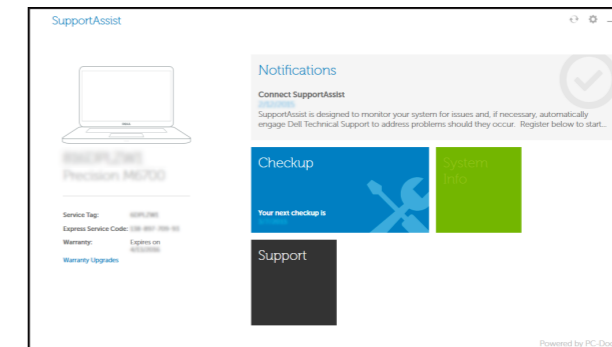 SupportAssist
Notifications
Connect SupportAssist
SupportAssist is designed to monitor your system for issues and, if necessary, automatically
engage Dell Technical Support to address problems should they occur. Register below to start...
Precision M6700
Checkup
System
Info
Your next checkup is
Service Tag:
Express Service Code:
Warranty: Expires on
Warranty Upgrades
Support
Powered by PC-Doc